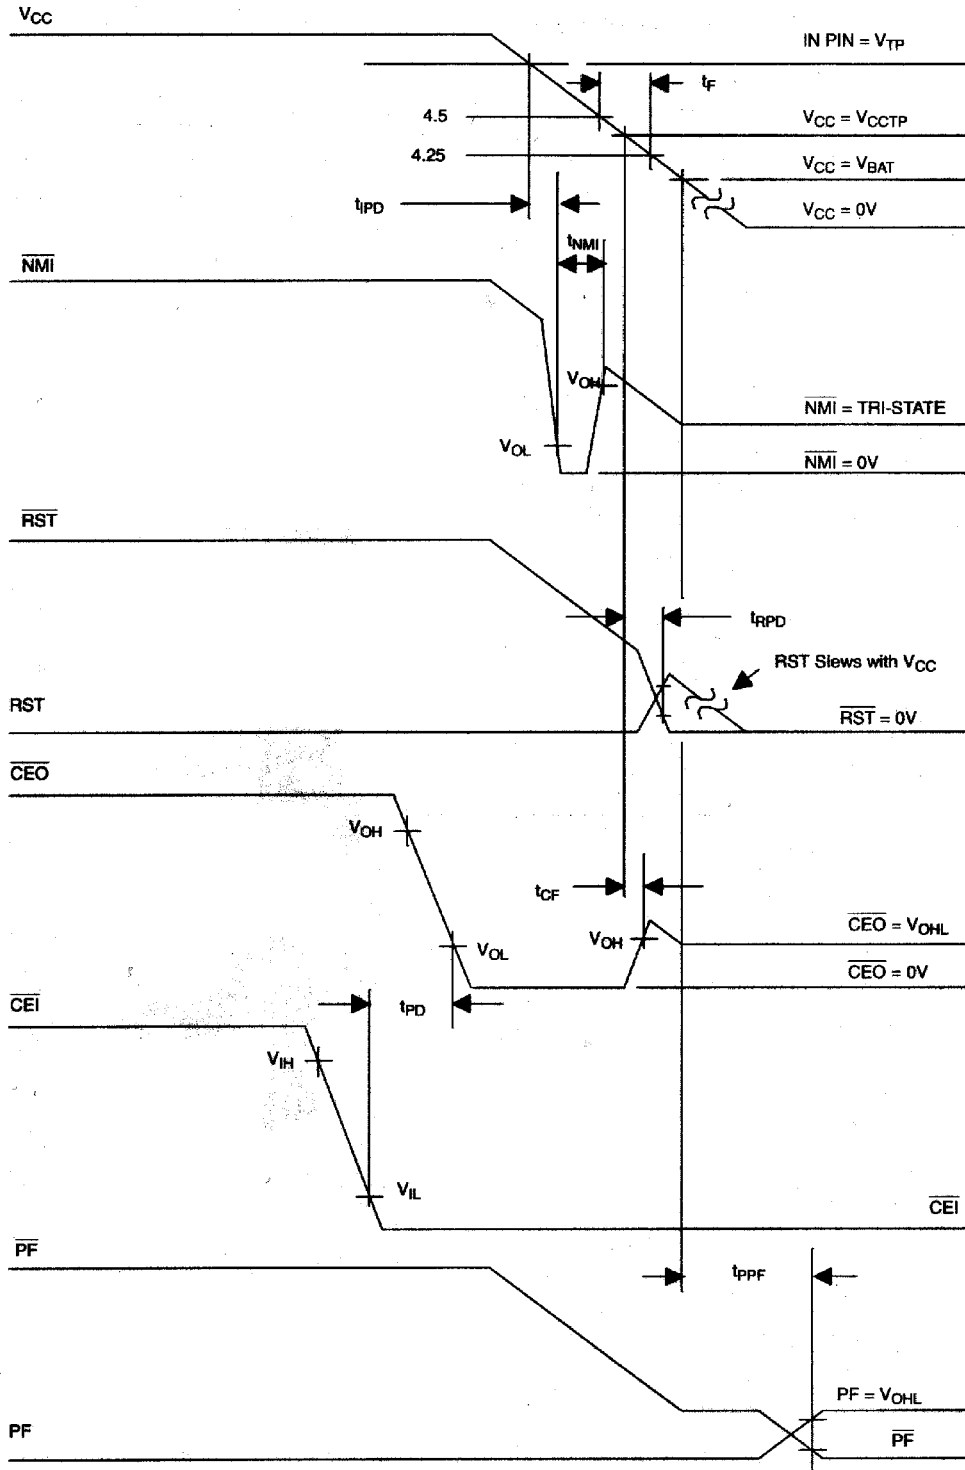 VCC
IN PIN = VTP
tF
4.5
VCC = VCCTP
4.25
VCC = VBAT
tIPD
VCC = 0V
tNMI
NMI
VOH
NMI = TRI-STATE
VOL
NMI = 0V
RST
tRPD
RST Slews with VCC
RST
RST = 0V
CEO
VOH
tCF
CEO = VOHL
VOH
VOL
CEO = 0V
CEI
tPD
VIH
VIL
CEI
PF
tPPF
PF = VOHL
PF
PF